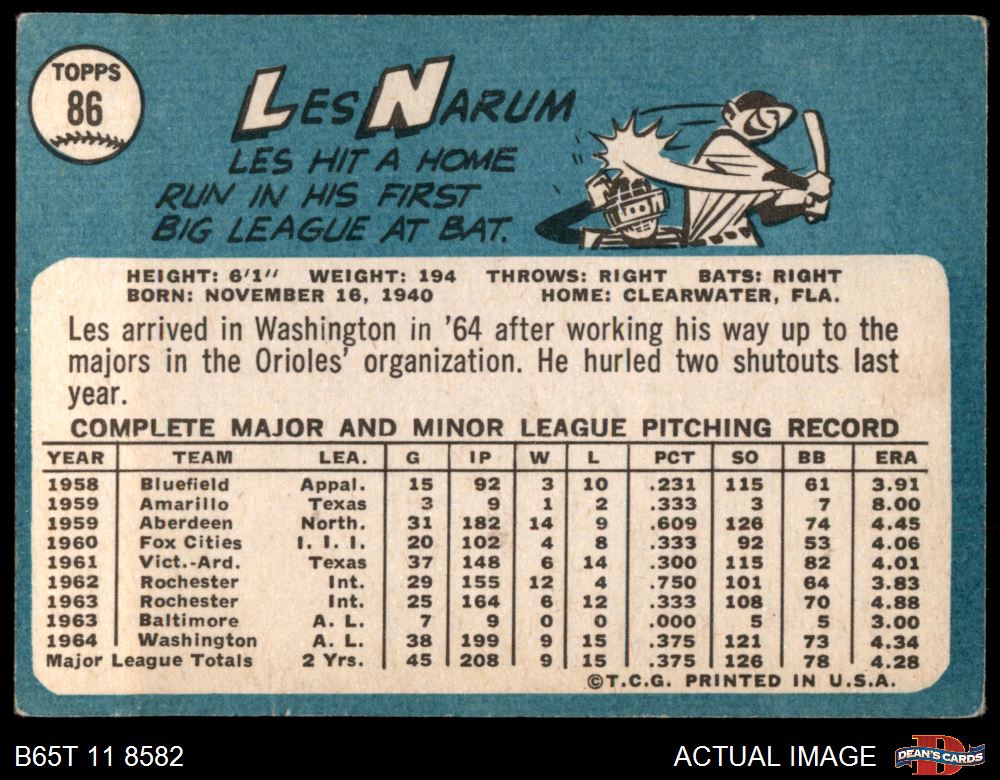 TOPPS
86
LES NARUM
LES HIT A HOME
RUN IN HIS FIRST
BIG LEAGUE AT BAT.
HEIGHT: 6'1" WEIGHT: 194 THROWS: RIGHT BATS: RIGHT
BORN: NOVEMBER 16, 1940 HOME: CLEARWATER, FLA.
Les arrived in Washington in '64 after working his way up to the
majors in the Orioles' organization. He hurled two shutouts last
year.
COMPLETE MAJOR AND MINOR LEAGUE PITCHING RECORD
YEAR TEAM LEA. G IP W L PCT SO BB ERA
1958 Bluefield Appal. 15 92 3 10 .231 115 61 3.91
1959 Amarillo Texas 3 9 1 2 .333 3 7 8.00
1959 Aberdeen North. 31 182 14 9 .609 126 74 4.45
1960 Fox Cities I. I. I. 20 102 4 8 .333 92 53 4.06
1961 Vict.-Ard. Texas 37 148 6 14 .300 115 82 4.01
1962 Rochester Int. 29 155 12 4 .750 101 64 3.83
1963 Rochester Int. 25 164 6 12 .333 108 70 4.88
1963 Baltimore A. L. 7 9 0 0 .000 5 5 3.00
1964 Washington A. L. 38 199 9 15 .375 121 73 4.34
Major League Totals 2 Yrs. 45 208 9 15 .375 126 78 4.28
©T.C.G. PRINTED IN U.S.A.
B65T 11 8582 ACTUAL IMAGE
D
DEAN'S CARDS